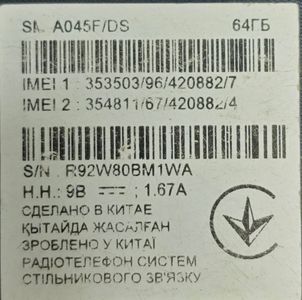 SM A045F/DS 64ГБ
IMEI 1 : 353503/96/420882/7
IMEI 2 : 354811/67/420882/4
S/N : R92W80BM1WA
Н.Н.: 9В ⎓ ; 1.67А
СДЕЛАНО В КИТАЕ
ҚЫТАЙДА ЖАСАЛҒАН
ЗРОБЛЕНО У КИТАЇ
РАДІОТЕЛЕФОН СИСТЕМ
СТІЛЬНИКОВОГО ЗВ'ЯЗКУ